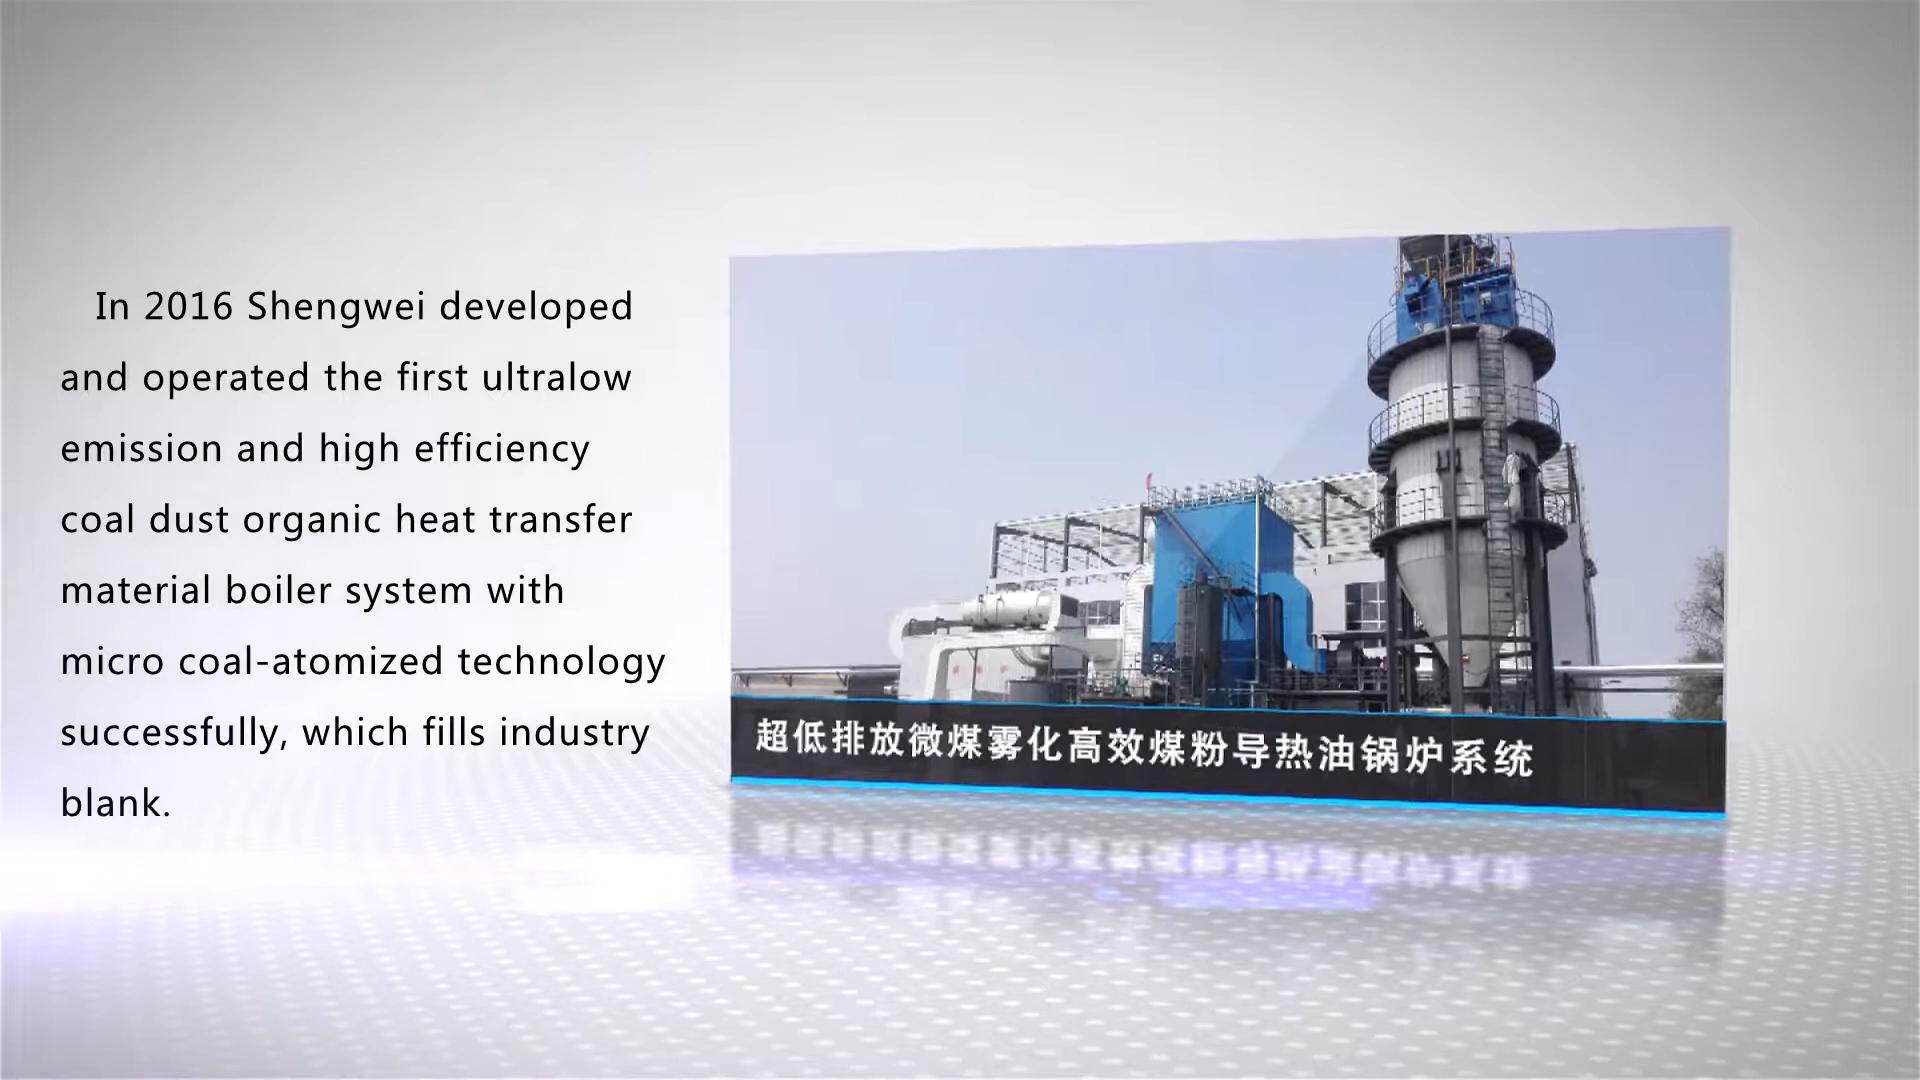 In 2016 Shengwei developed
and operated the first ultralow
emission and high efficiency
coal dust organic heat transfer
material boiler system with
micro coal-atomized technology
successfully, which fills industry
blank.
超低排放微煤雾化高效煤粉导热油锅炉系统